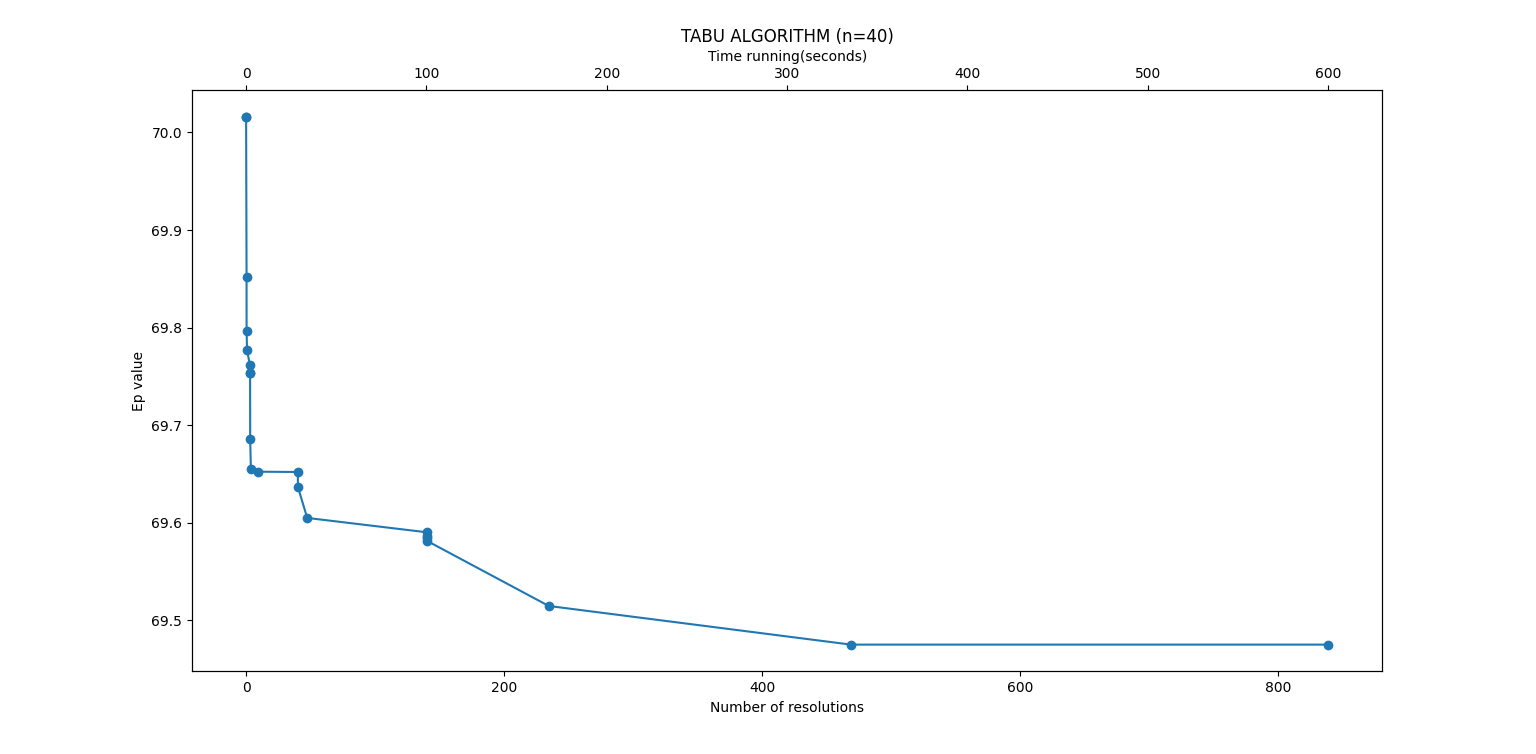 TABU ALGORITHM (n=40)
Time running(seconds)
0 100 200 300 400 500 600
70.0
69.9
69.8
69.7
69.6
69.5
Ep value
0 200 400 600 800
Number of resolutions